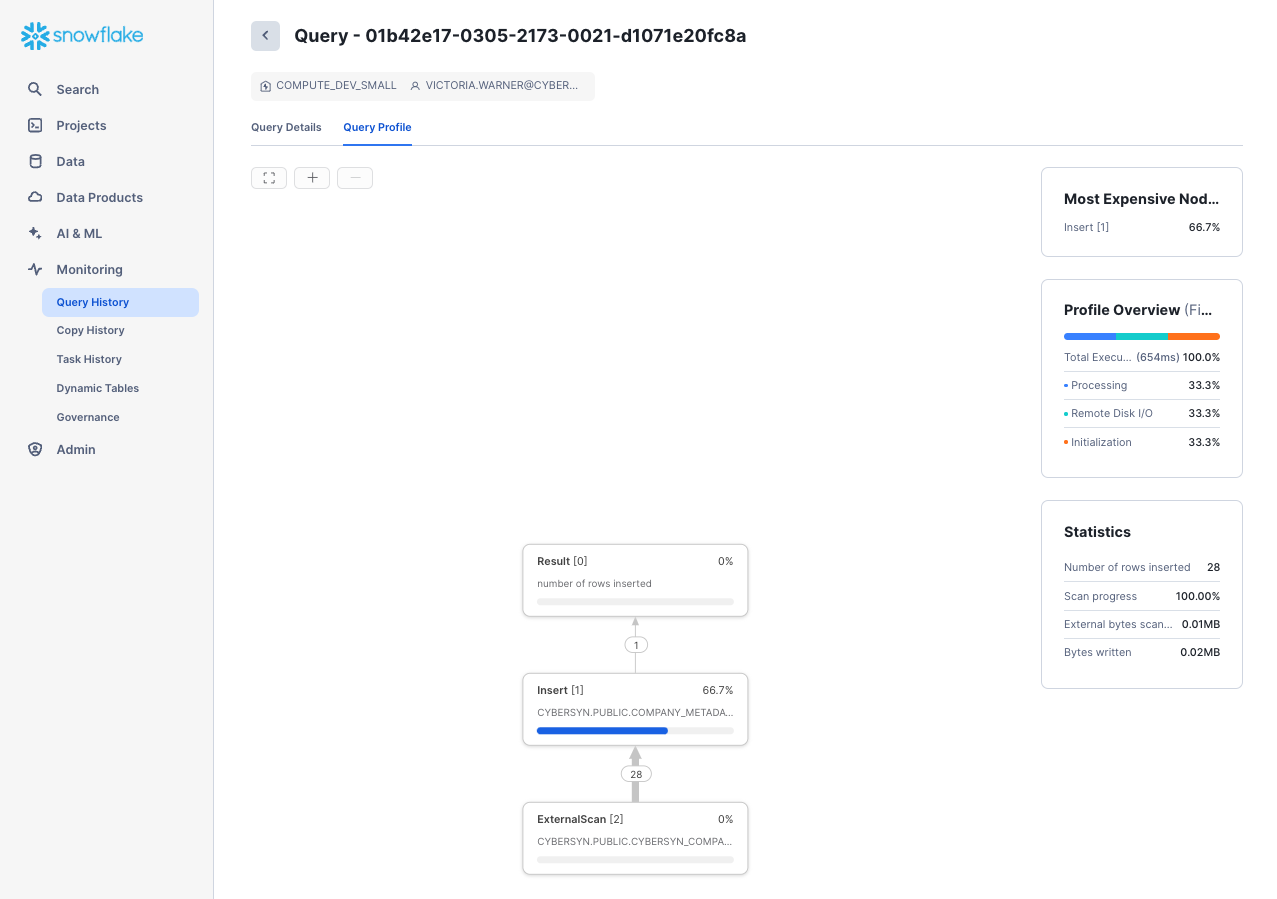 snowflake
Search
Projects
Data
Data Products
AI & ML
Monitoring
Query History
Copy History
Task History
Dynamic Tables
Governance
Admin
Query - 01b42e17-0305-2173-0021-d1071e20fc8a
COMPUTE_DEV_SMALL VICTORIA.WARNER@CYBER...
Query Details Query Profile
Most Expensive Nod...
Insert [1] 66.7%
Profile Overview (Fi...
Total Execu... (654ms) 100.0%
Processing 33.3%
Remote Disk I/O 33.3%
Initialization 33.3%
Statistics
Number of rows inserted 28
Scan progress 100.00%
External bytes scan... 0.01MB
Bytes written 0.02MB
Result [0] 0%
number of rows inserted
1
Insert [1] 66.7%
CYBERSYN.PUBLIC.COMPANY_METADA...
28
ExternalScan [2] 0%
CYBERSYN.PUBLIC.CYBERSYN_COMPA...